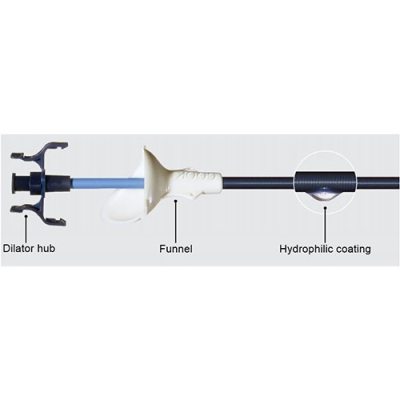 Dilator hub
Funnel
Hydrophilic coating